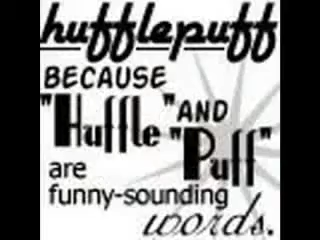 hufflepuff
BECAUSE
"Huffle" AND
"Puff"
are
funny-sounding
words.